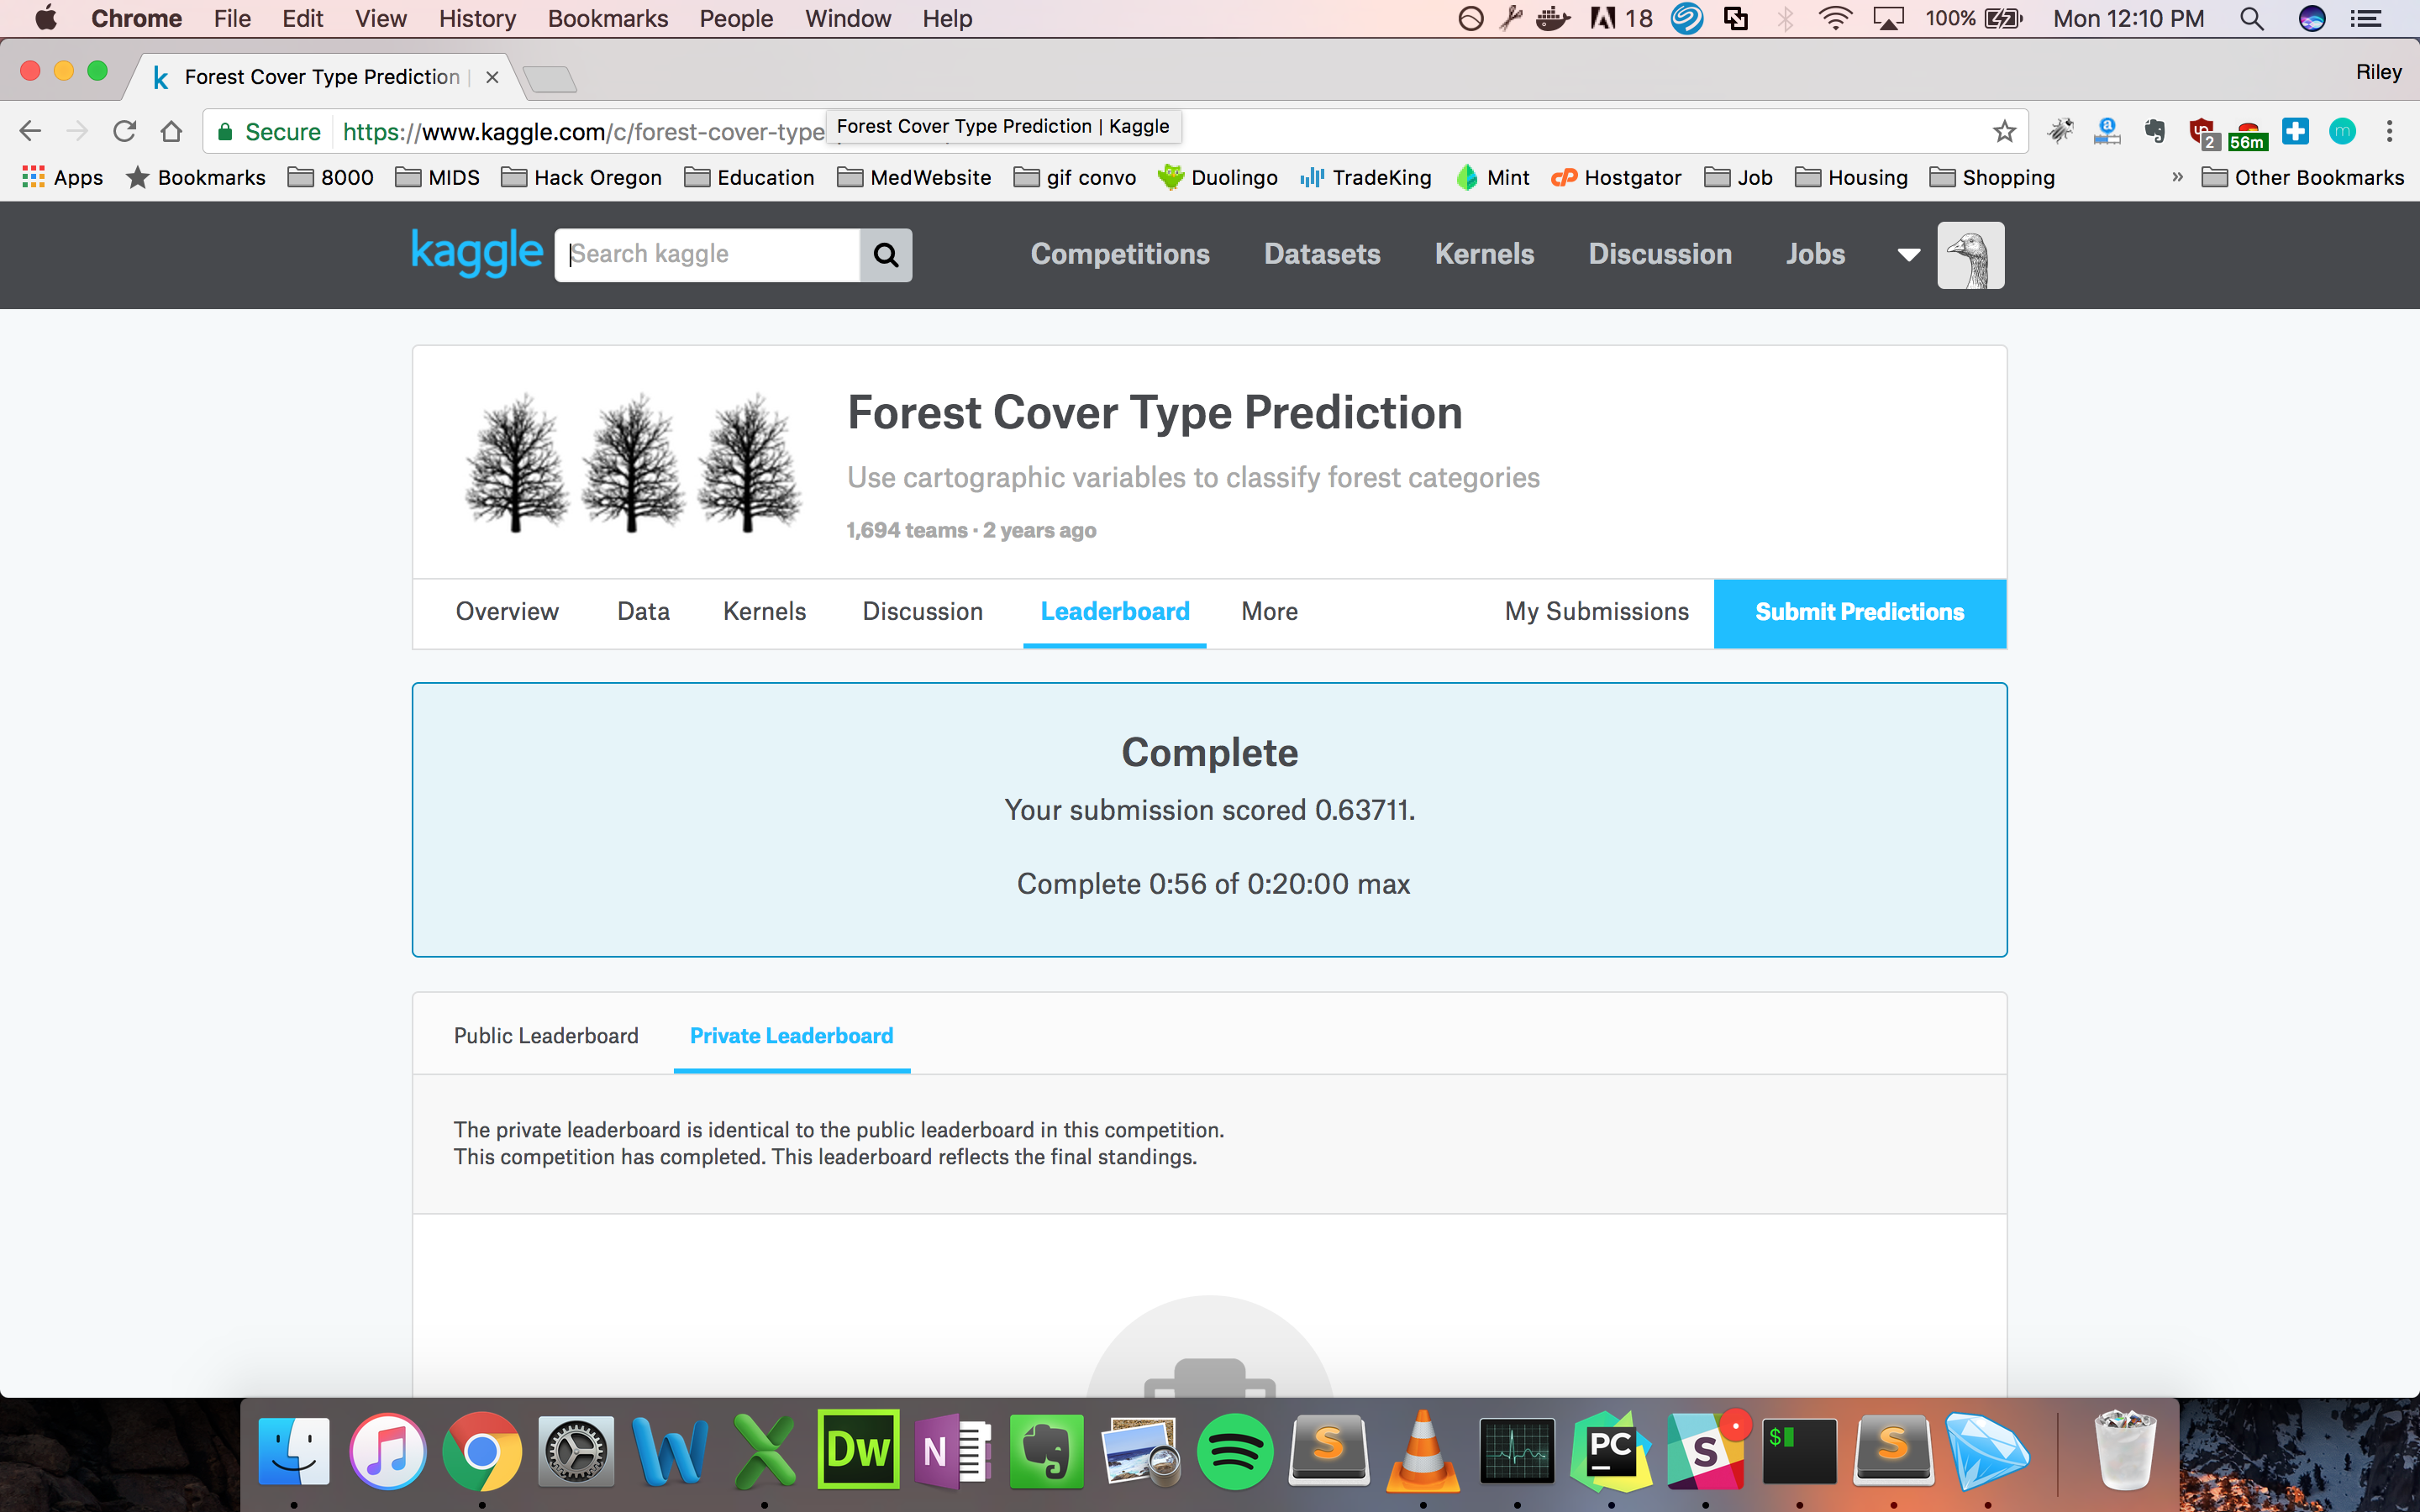 Chrome File Edit View History Bookmarks People Window Help 18 100% Mon 12:10 PM
k Forest Cover Type Prediction | Riley
Secure https://www.kaggle.com/c/forest-cover-type
Forest Cover Type Prediction | Kaggle
2 56m m
Apps Bookmarks 8000 MIDS Hack Oregon Education MedWebsite gif convo Duolingo TradeKing Mint cP Hostgator Job Housing Shopping » Other Bookmarks
kaggle Search kaggle Competitions Datasets Kernels Discussion Jobs
Forest Cover Type Prediction
Use cartographic variables to classify forest categories
1,694 teams · 2 years ago
Overview Data Kernels Discussion Leaderboard More My Submissions Submit Predictions
Complete
Your submission scored 0.63711.
Complete 0:56 of 0:20:00 max
Public Leaderboard Private Leaderboard
The private leaderboard is identical to the public leaderboard in this competition.
This competition has completed. This leaderboard reflects the final standings.
W X Dw N S PC S $ S